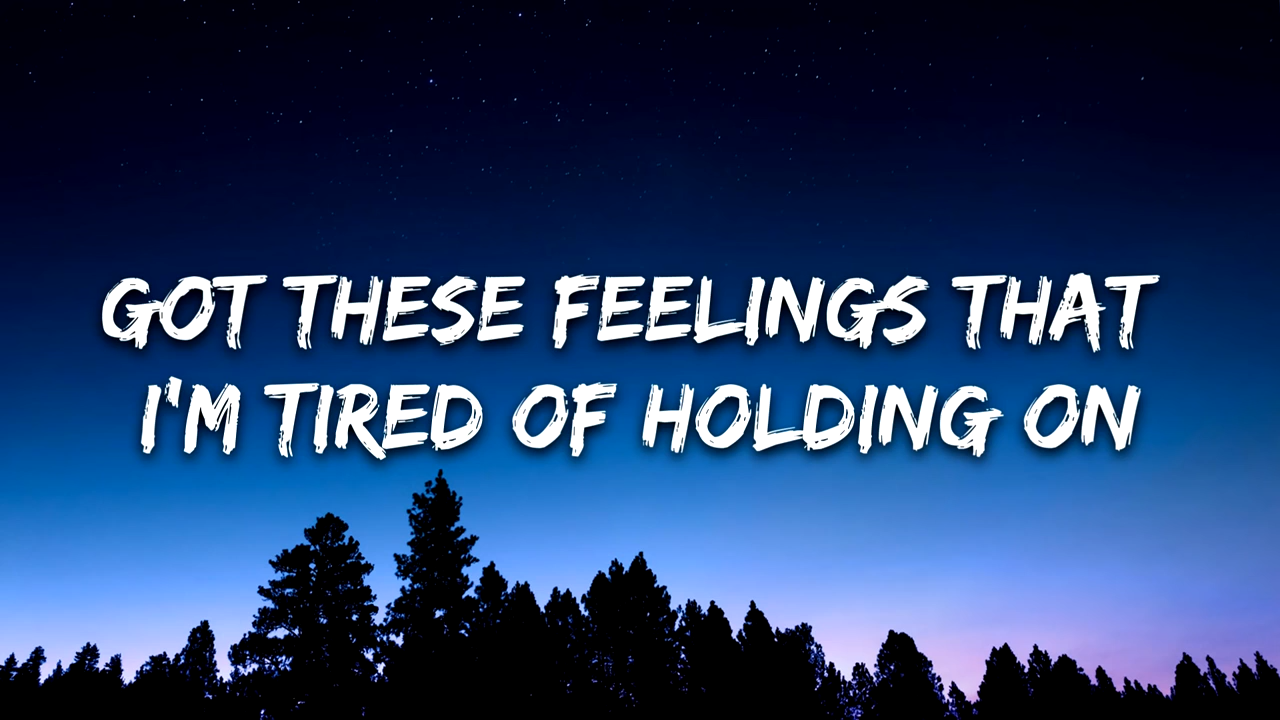 GOT THESE FEELINGS THAT
I'M TIRED OF HOLDING ON